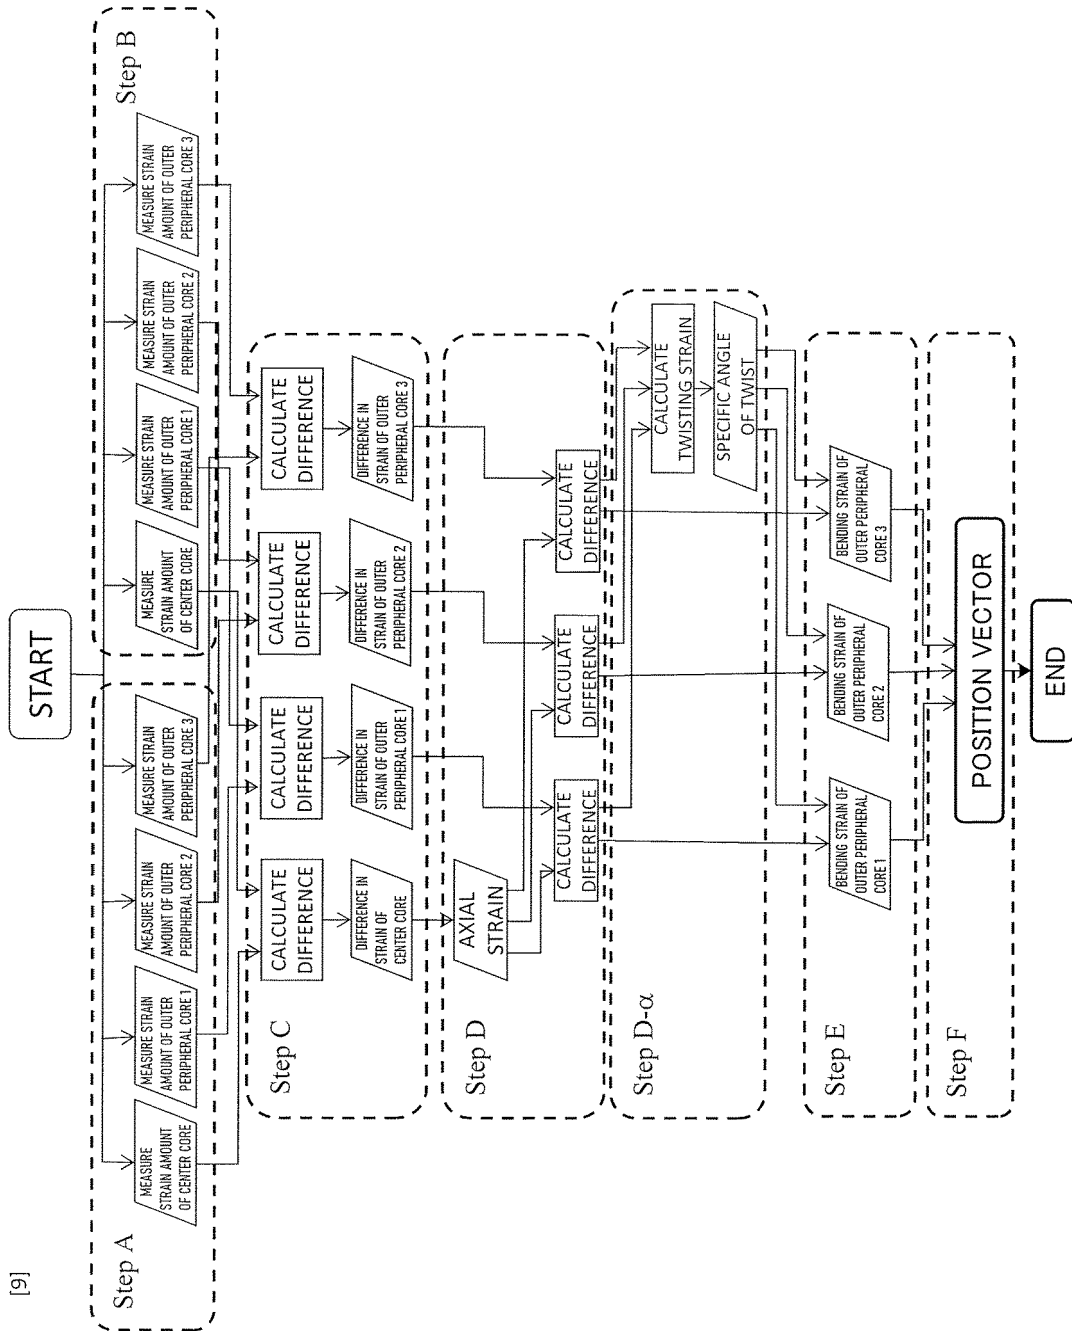 [9]
START
Step A
MEASURE
STRAIN AMOUNT
OF CENTER CORE
MEASURE STRAIN
AMOUNT OF OUTER
PERIPHERAL CORE 1
MEASURE STRAIN
AMOUNT OF OUTER
PERIPHERAL CORE 2
MEASURE STRAIN
AMOUNT OF OUTER
PERIPHERAL CORE 3
Step B
MEASURE
STRAIN AMOUNT
OF CENTER CORE
MEASURE STRAIN
AMOUNT OF OUTER
PERIPHERAL CORE 1
MEASURE STRAIN
AMOUNT OF OUTER
PERIPHERAL CORE 2
MEASURE STRAIN
AMOUNT OF OUTER
PERIPHERAL CORE 3
Step C
CALCULATE
DIFFERENCE
CALCULATE
DIFFERENCE
CALCULATE
DIFFERENCE
CALCULATE
DIFFERENCE
DIFFERENCE IN
STRAIN OF
CENTER CORE
DIFFERENCE IN
STRAIN OF OUTER
PERIPHERAL CORE 1
DIFFERENCE IN
STRAIN OF OUTER
PERIPHERAL CORE 2
DIFFERENCE IN
STRAIN OF OUTER
PERIPHERAL CORE 3
Step D
AXIAL
STRAIN
CALCULATE
DIFFERENCE
CALCULATE
DIFFERENCE
CALCULATE
DIFFERENCE
Step D-α
CALCULATE
TWISTING STRAIN
SPECIFIC ANGLE
OF TWIST
Step E
BENDING STRAIN OF
OUTER PERIPHERAL
CORE 1
BENDING STRAIN OF
OUTER PERIPHERAL
CORE 2
BENDING STRAIN OF
OUTER PERIPHERAL
CORE 3
Step F
POSITION VECTOR
END